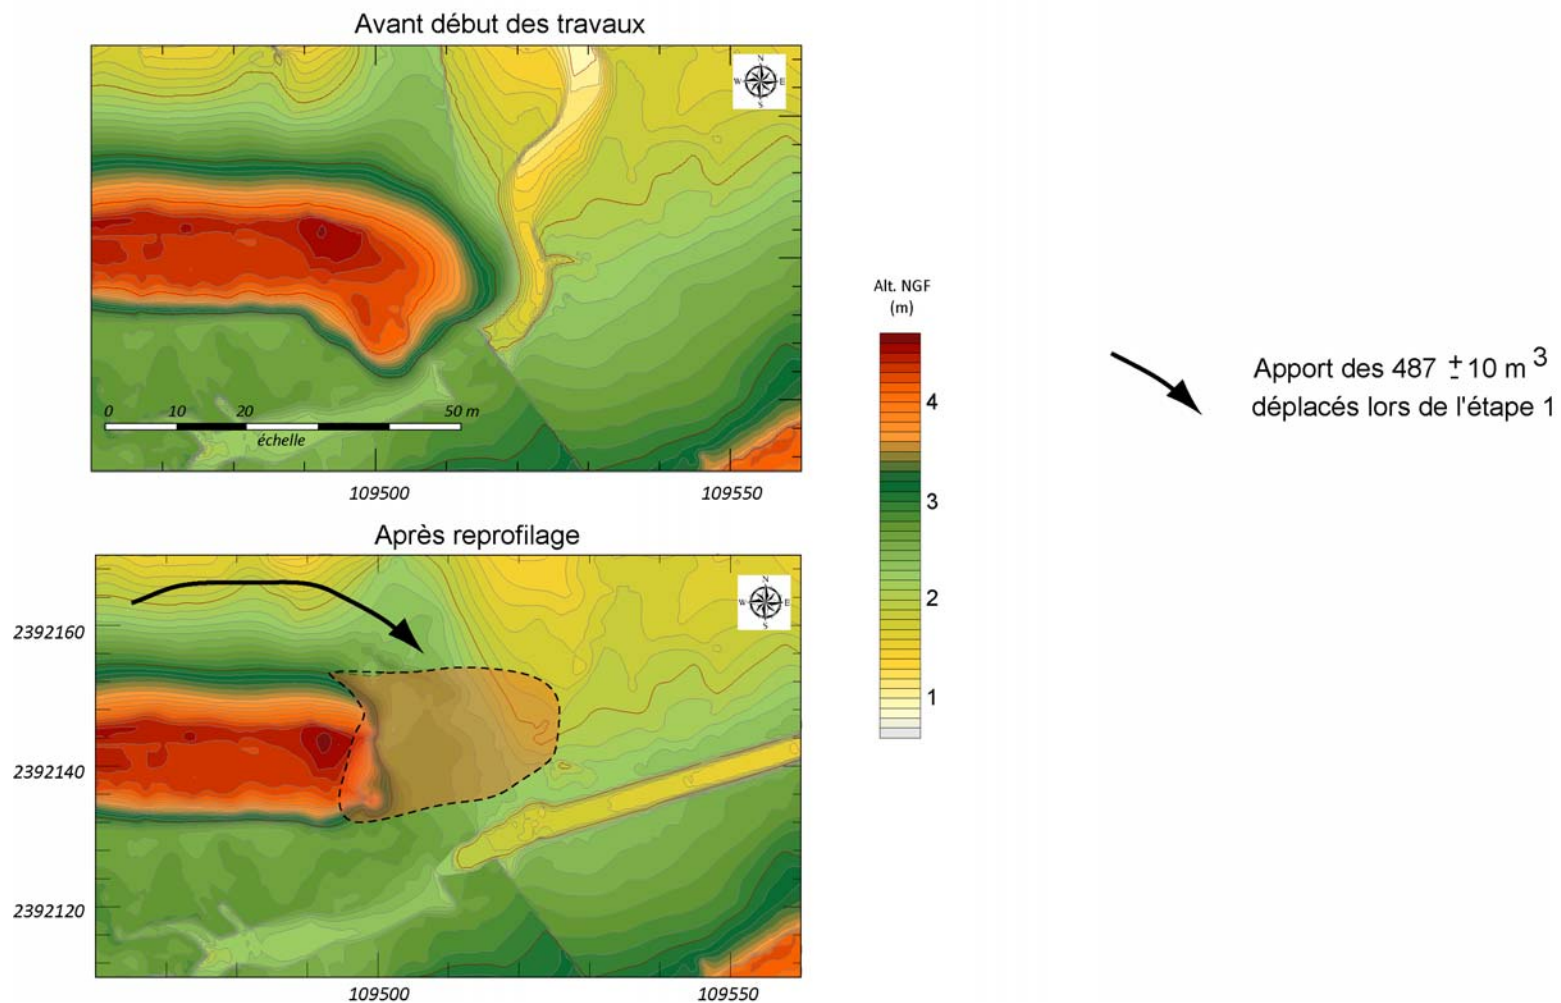 Avant début des travaux
N
W E
S
0 10 20 50 m
échelle
109500 109550
Alt. NGF
(m)
4
3
2
1
Apport des 487 ± 10 m³
déplacés lors de l'étape 1
Après reprofilage
N
W E
S
2392160
2392140
2392120
109500 109550